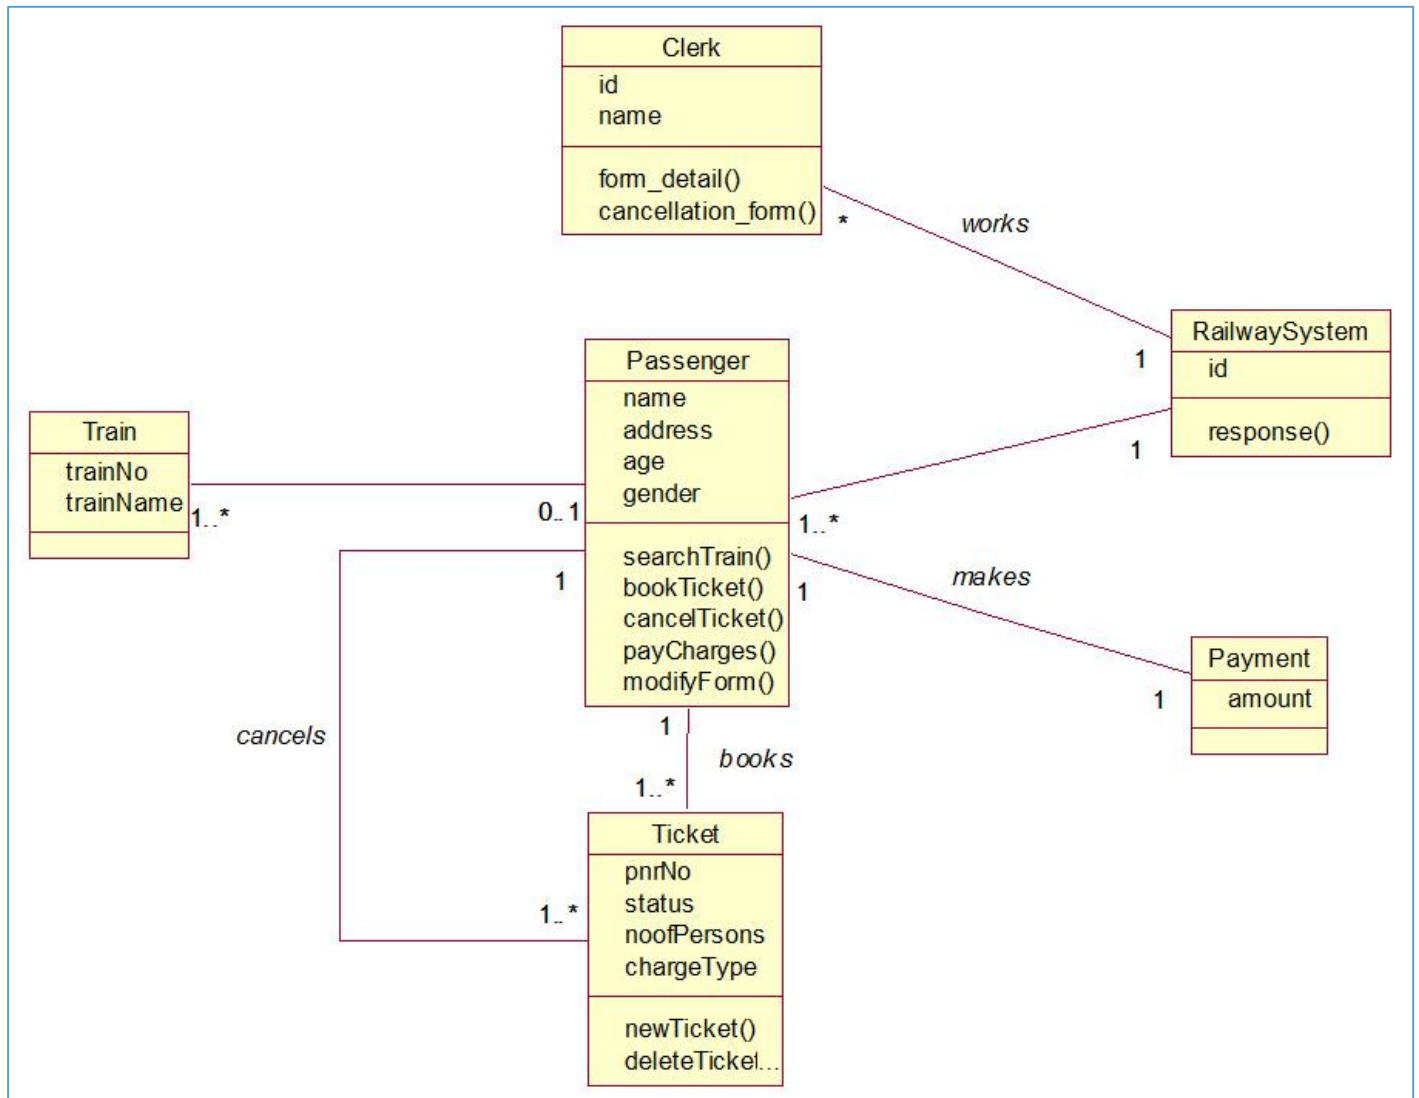 Clerk
id
name
form_detail()
cancellation_form()
*
works
1
RailwaySystem
id
response()
1
Passenger
name
address
age
gender
searchTrain()
bookTicket()
cancelTicket()
payCharges()
modifyForm()
Train
trainNo
trainName
1..*
0..1
1..*
1
1
makes
1
Payment
amount
cancels
1
books
1..*
Ticket
pnrNo
status
noofPersons
chargeType
newTicket()
deleteTicket...
1..*